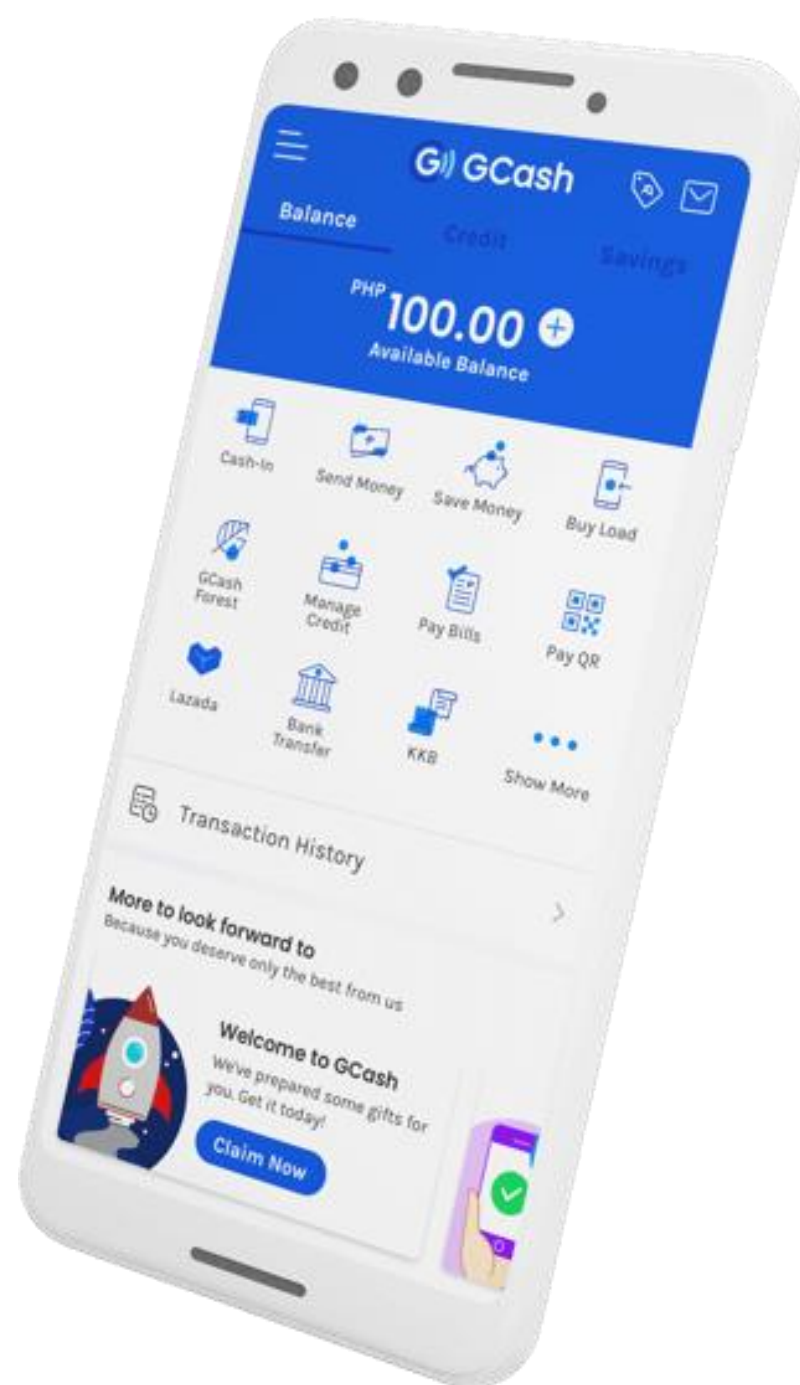 GCash
Balance
Credit
Savings
PHP 100.00
Available Balance
Cash-In
Send Money
Save Money
Buy Load
GCash
Forest
Manage
Credit
Pay Bills
Pay QR
Lazada
Bank
Transfer
KKB
Show More
Transaction History
More to look forward to
Because you deserve only the best from us
Welcome to GCash
We've prepared some gifts for
you. Get it today!
Claim Now